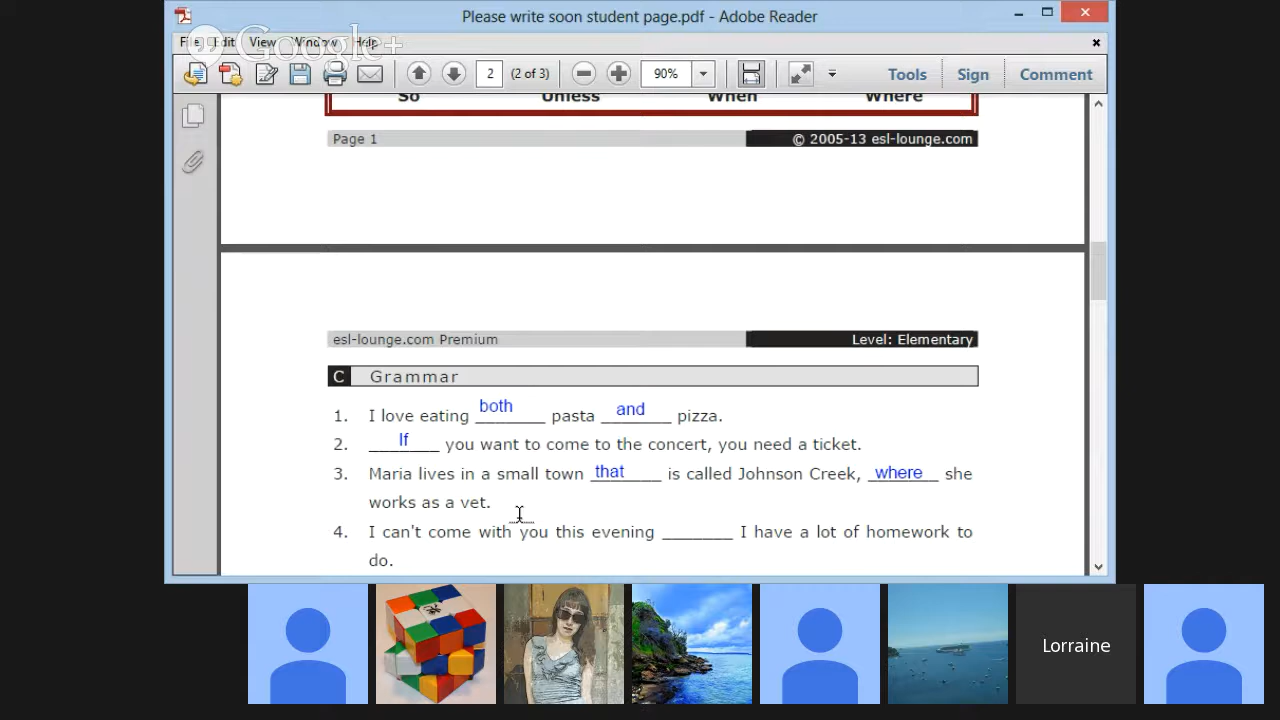 Please write soon student page.pdf - Adobe Reader
File Edit View Window Help
Google+
2 (2 of 3) 90% Tools Sign Comment
So Unless When Where
Page 1 © 2005-13 esl-lounge.com
esl-lounge.com Premium Level: Elementary
C Grammar
1. I love eating both pasta and pizza.
2. If you want to come to the concert, you need a ticket.
3. Maria lives in a small town that is called Johnson Creek, where she
works as a vet.
4. I can't come with you this evening _______ I have a lot of homework to
do.
Lorraine